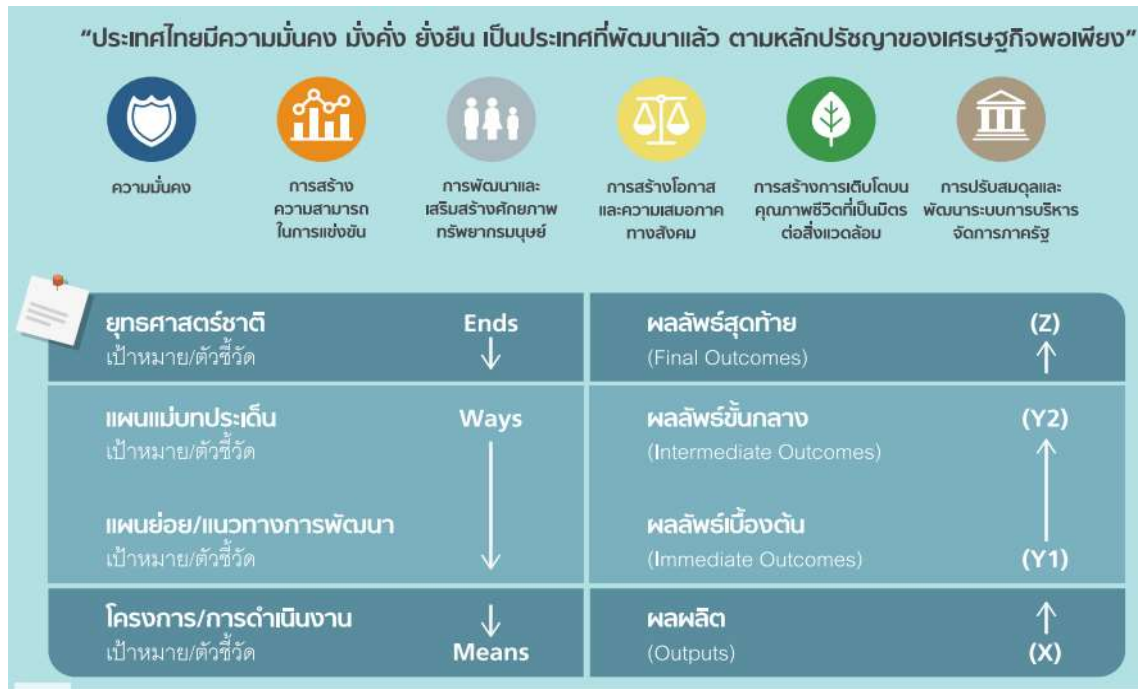 “ประเทศไทยมีความมั่นคง มั่งคั่ง ยั่งยืน เป็นประเทศที่พัฒนาแล้ว ตามหลักปรัชญาของเศรษฐกิจพอเพียง”
ความมั่นคง
การสร้าง
ความสามารถ
ในการแข่งขัน
การพัฒนาและ
เสริมสร้างศักยภาพ
ทรัพยากรมนุษย์
การสร้างโอกาส
และความเสมอภาค
ทางสังคม
การสร้างการเติบโตบน
คุณภาพชีวิตที่เป็นมิตร
ต่อสิ่งแวดล้อม
การปรับสมดุลและ
พัฒนาระบบการบริหาร
จัดการภาครัฐ
ยุทธศาสตร์ชาติ Ends
เป้าหมาย/ตัวชี้วัด
ผลลัพธ์สุดท้าย (Z)
(Final Outcomes)
แผนแม่บทประเด็น Ways
เป้าหมาย/ตัวชี้วัด
ผลลัพธ์ขั้นกลาง (Y2)
(Intermediate Outcomes)
แผนย่อย/แนวทางการพัฒนา
เป้าหมาย/ตัวชี้วัด
ผลลัพธ์เบื้องต้น
(Immediate Outcomes) (Y1)
โครงการ/การดำเนินงาน
เป้าหมาย/ตัวชี้วัด Means
ผลผลิต
(Outputs) (X)